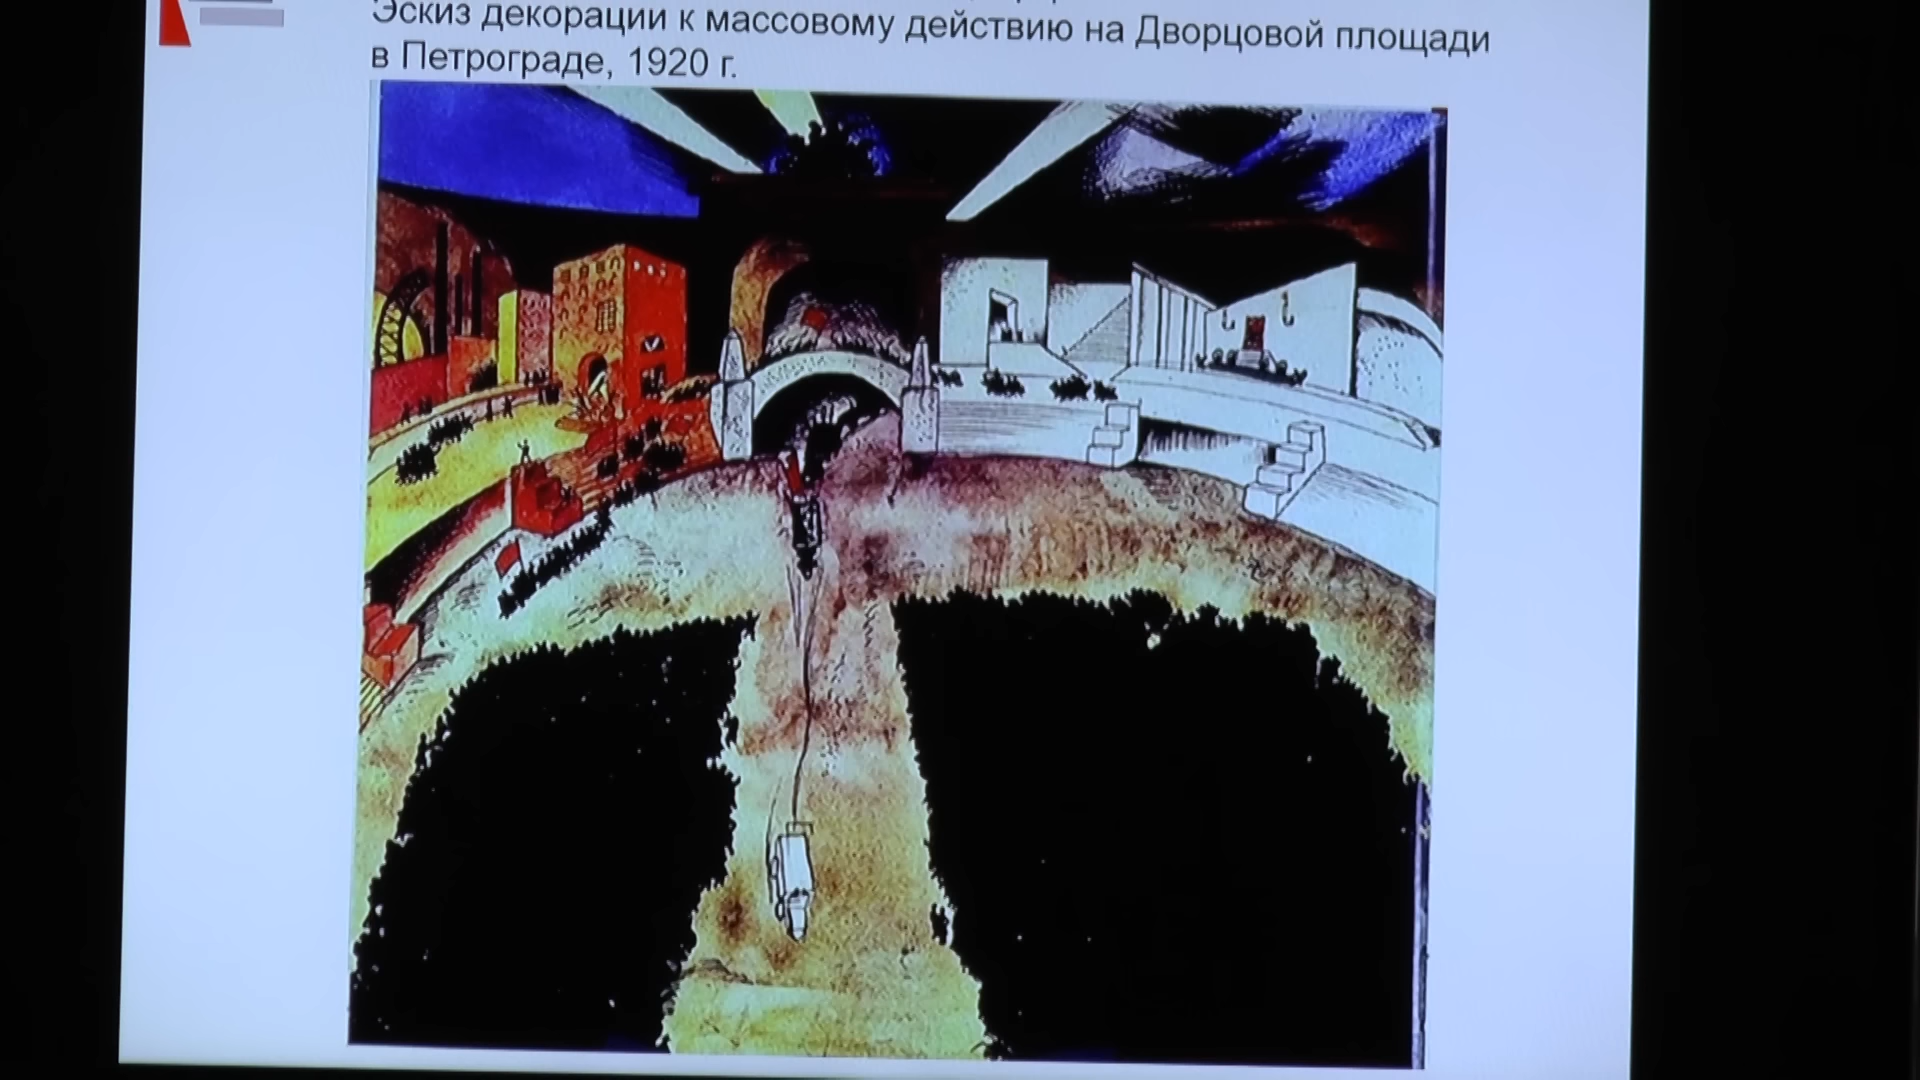 Эскиз декорации к массовому действию на Дворцовой площади
в Петрограде, 1920 г.